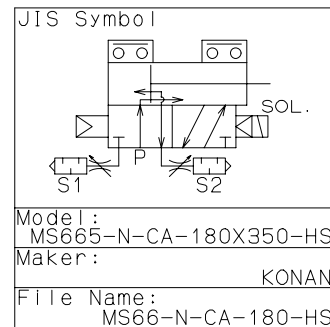 JIS Symbol
SOL.
P
S1
S2
Model:
MS665-N-CA-180X350-HS
Maker:
KONAN
File Name:
MS66-N-CA-180-HS